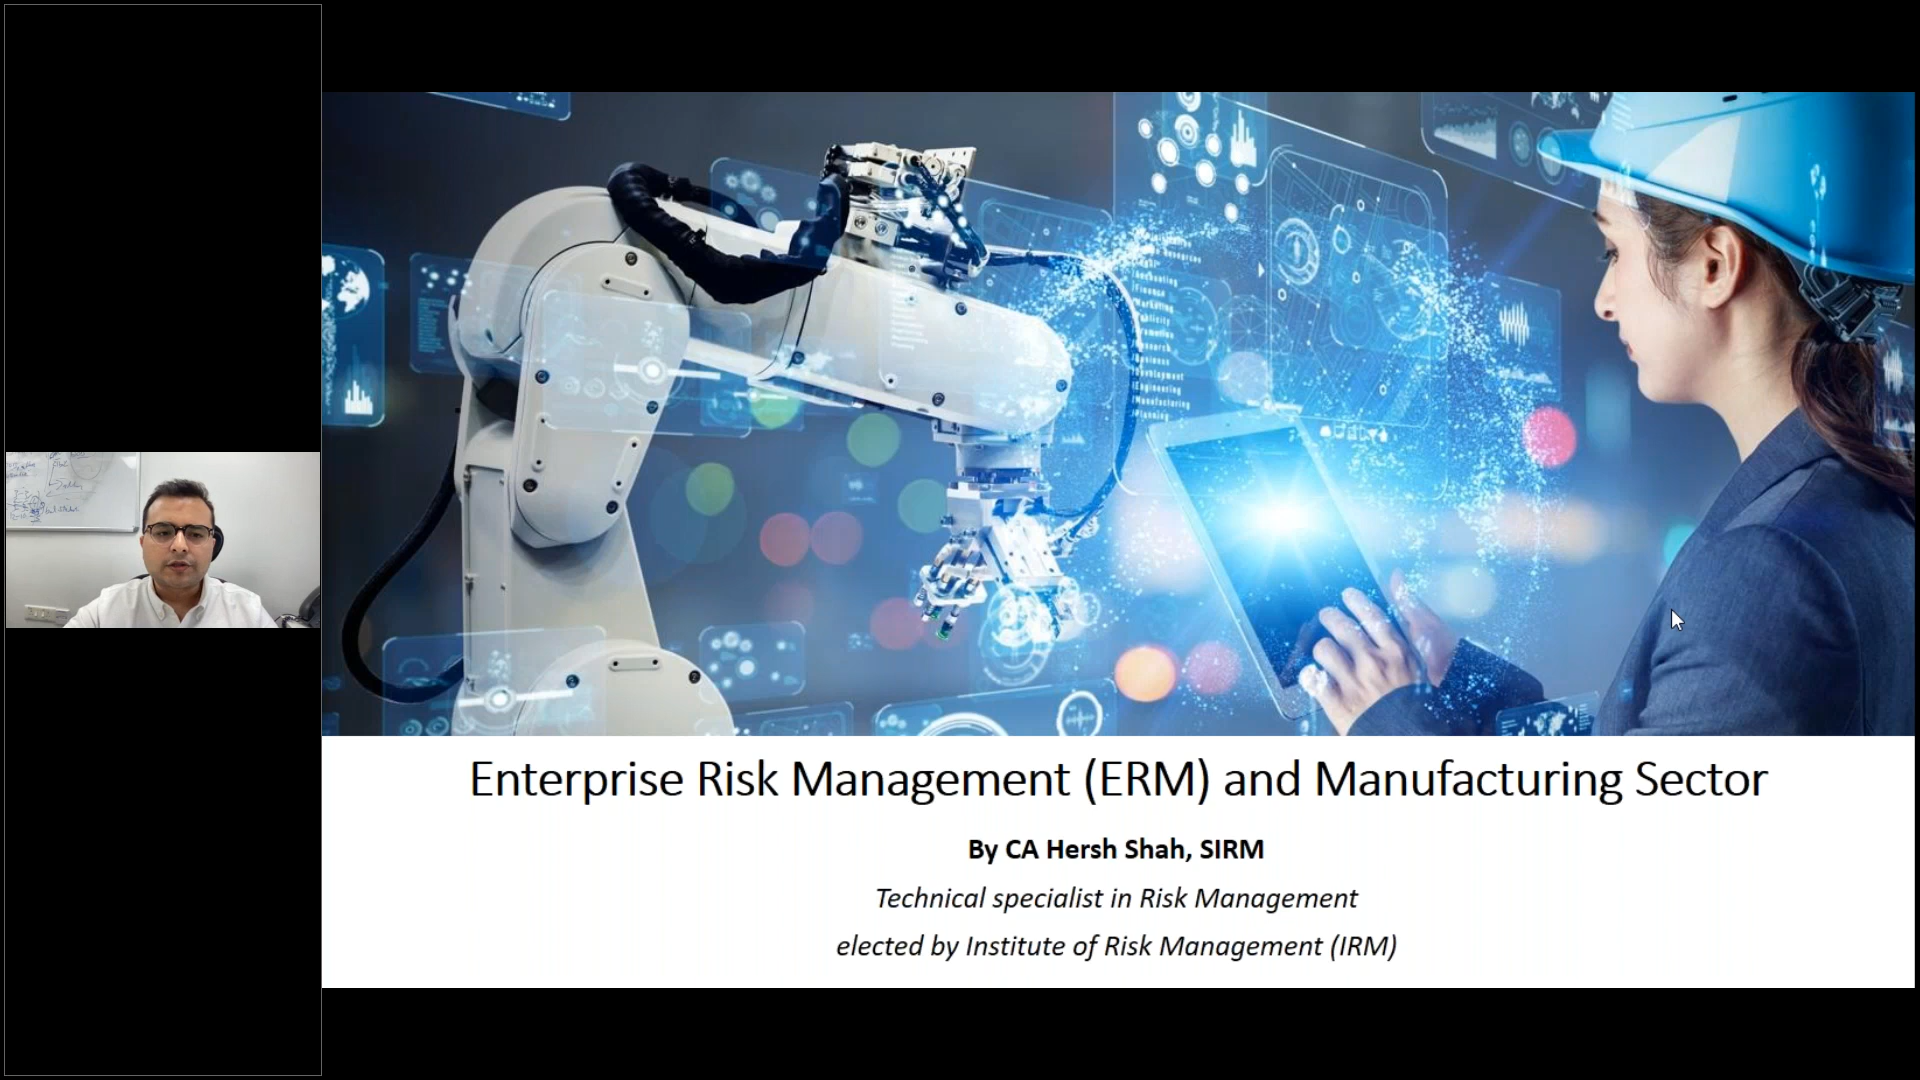 Enterprise Risk Management (ERM) and Manufacturing Sector
By CA Hersh Shah, SIRM
Technical specialist in Risk Management
elected by Institute of Risk Management (IRM)